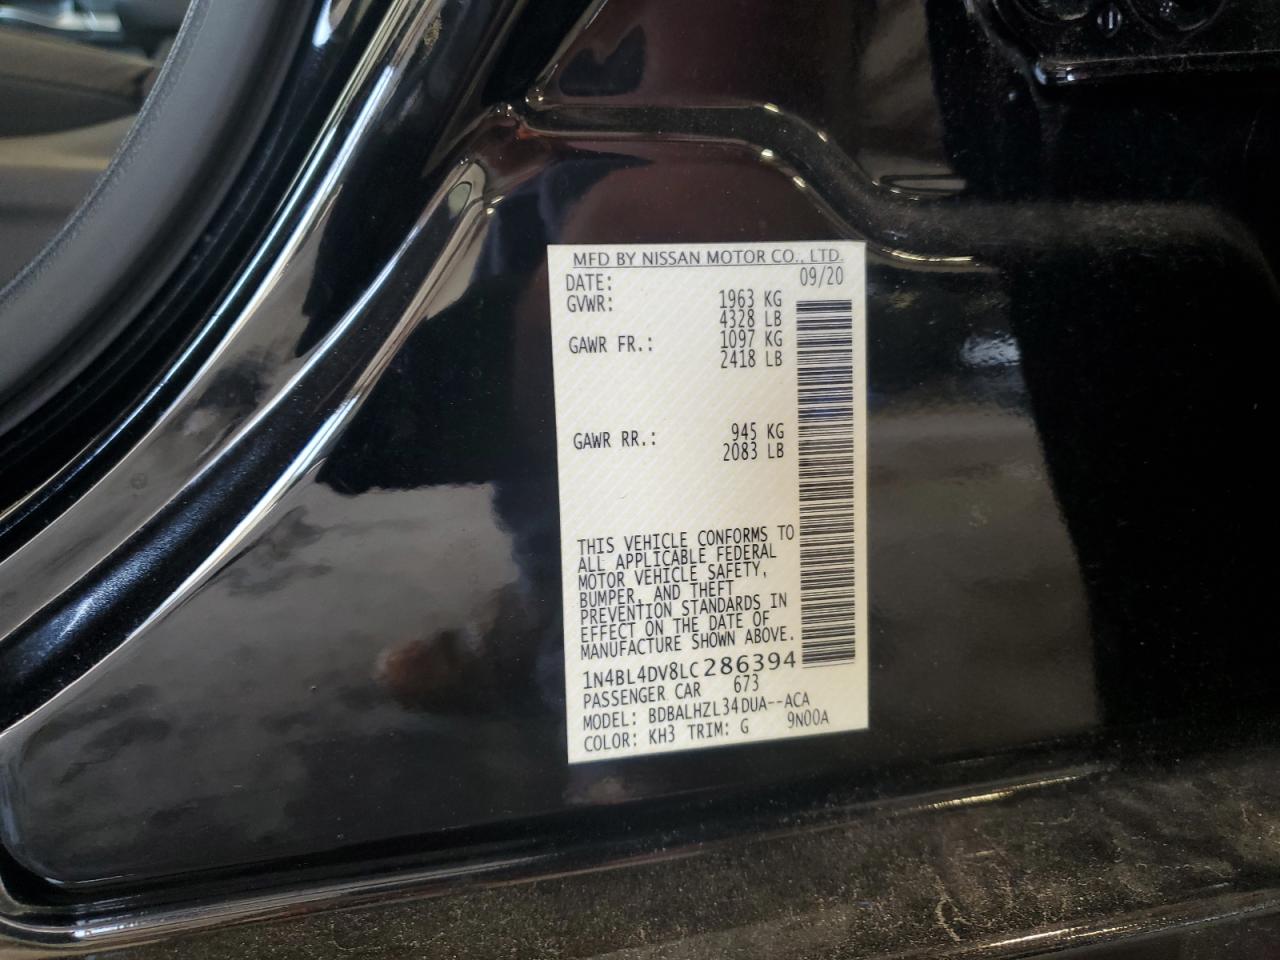 MFD BY NISSAN MOTOR CO., LTD.
DATE: 09/20
GVWR: 1963 KG
4328 LB
GAWR FR.: 1097 KG
2418 LB
GAWR RR.: 945 KG
2083 LB
THIS VEHICLE CONFORMS TO
ALL APPLICABLE FEDERAL
MOTOR VEHICLE SAFETY,
BUMPER, AND THEFT
PREVENTION STANDARDS IN
EFFECT ON THE DATE OF
MANUFACTURE SHOWN ABOVE.
1N4BL4DV8LC286394
PASSENGER CAR 673
MODEL: BDBALHZL34DUA--ACA
COLOR: KH3 TRIM: G 9N00A